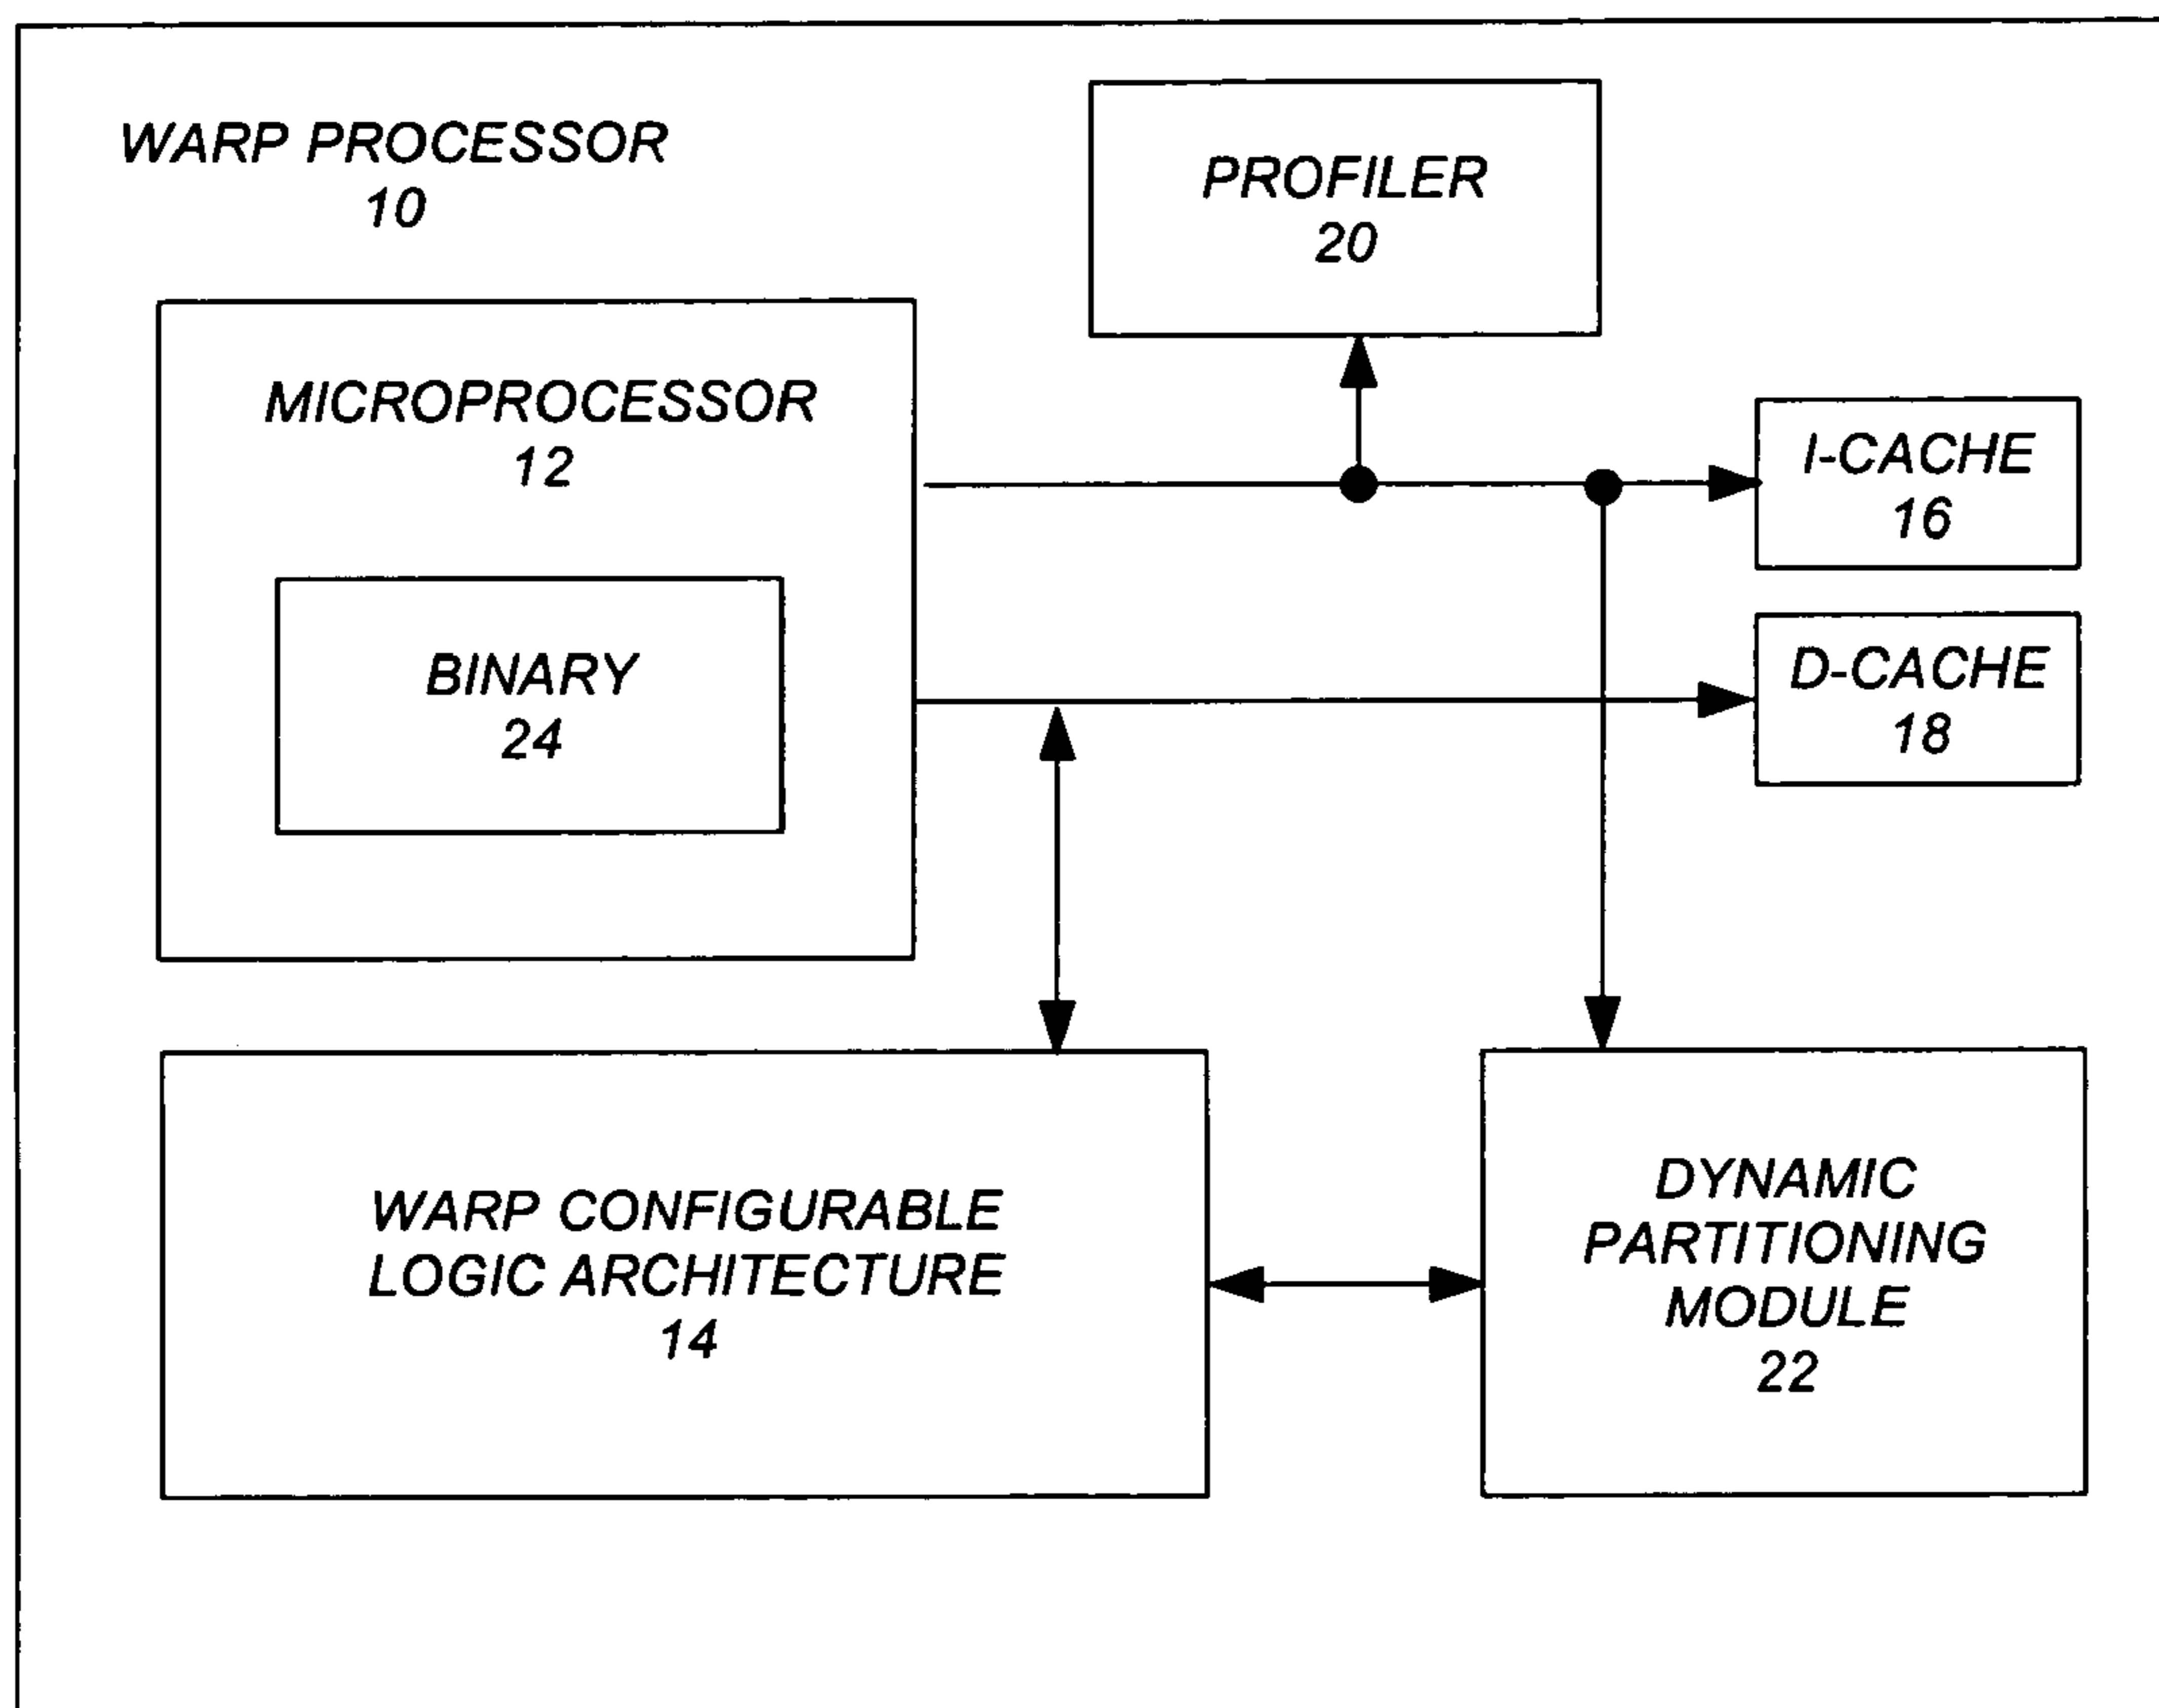 WARP PROCESSOR
10
PROFILER
20
MICROPROCESSOR
12
I-CACHE
16
BINARY
24
D-CACHE
18
WARP CONFIGURABLE
LOGIC ARCHITECTURE
14
DYNAMIC
PARTITIONING
MODULE
22